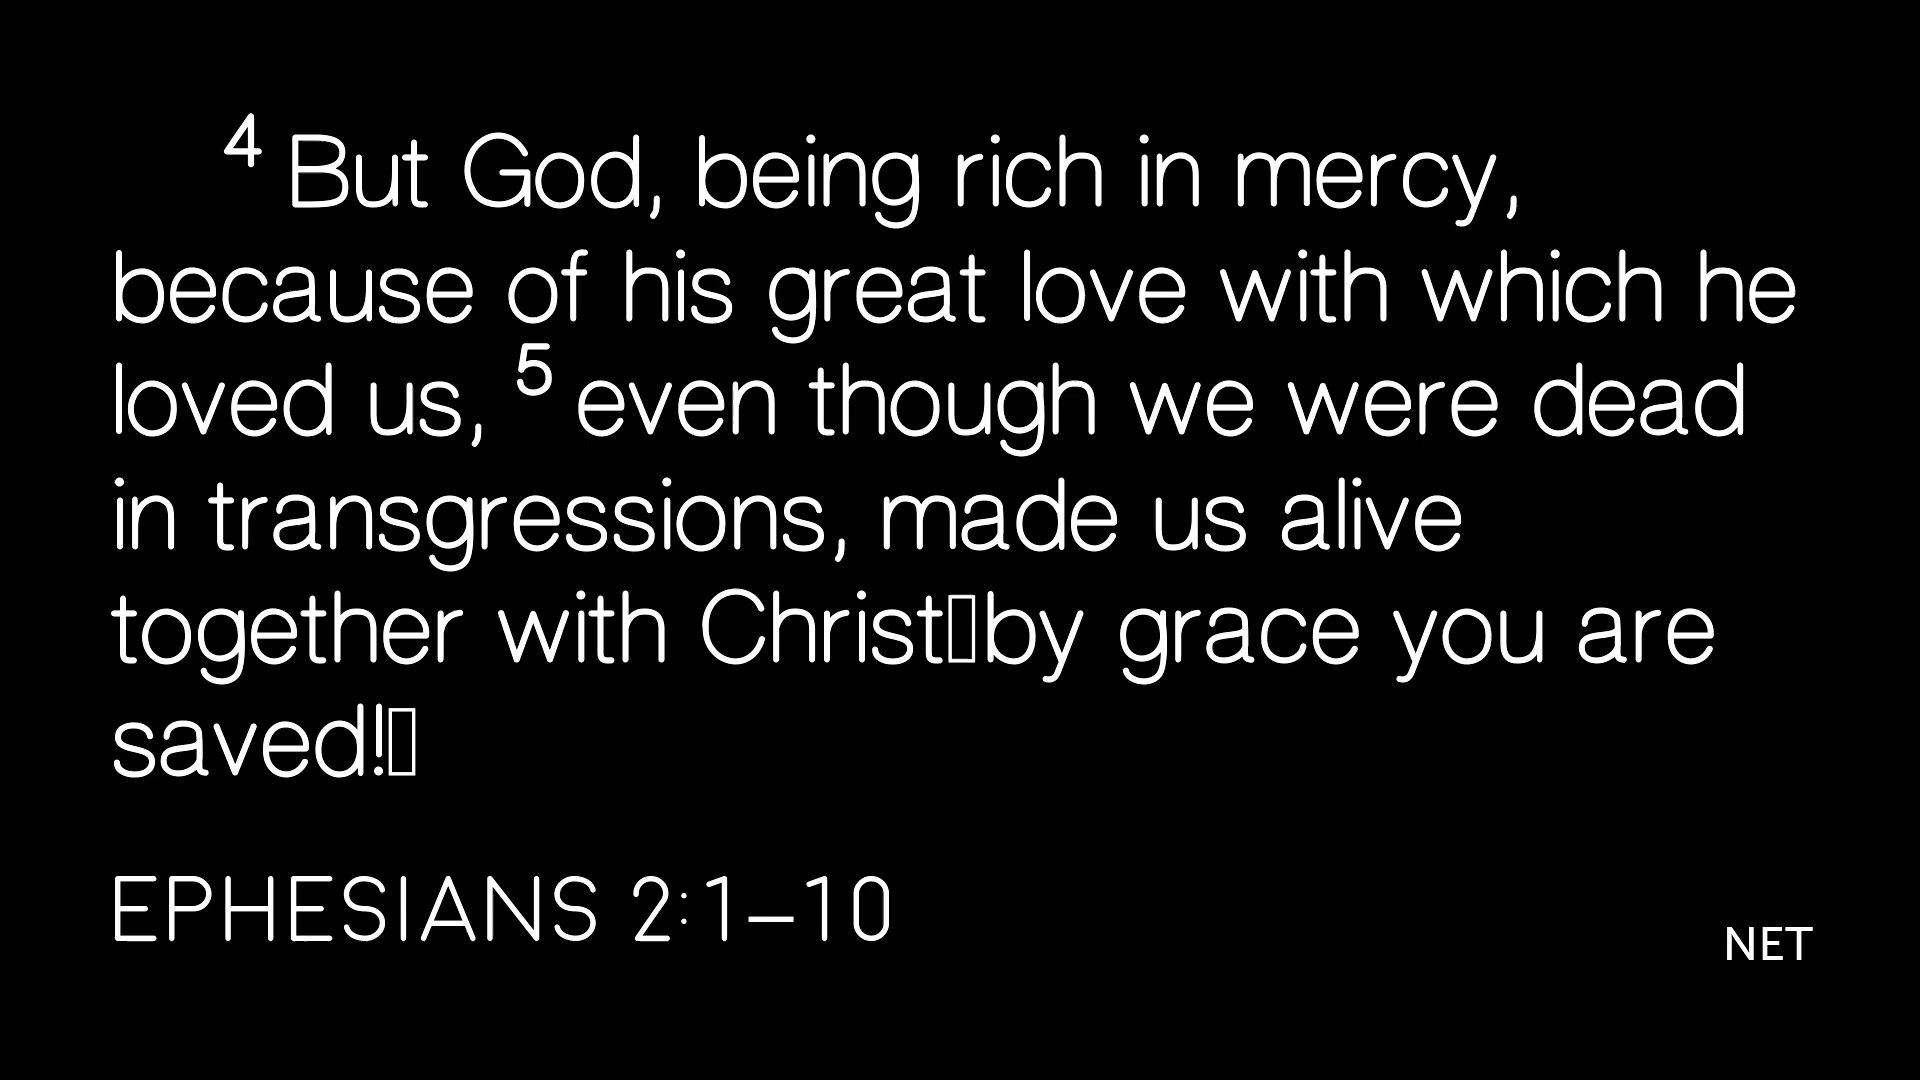 4 But God, being rich in mercy,
because of his great love with which he
loved us, 5 even though we were dead
in transgressions, made us alive
together with Christ▯by grace you are
saved!▯
EPHESIANS 2:1–10
NET